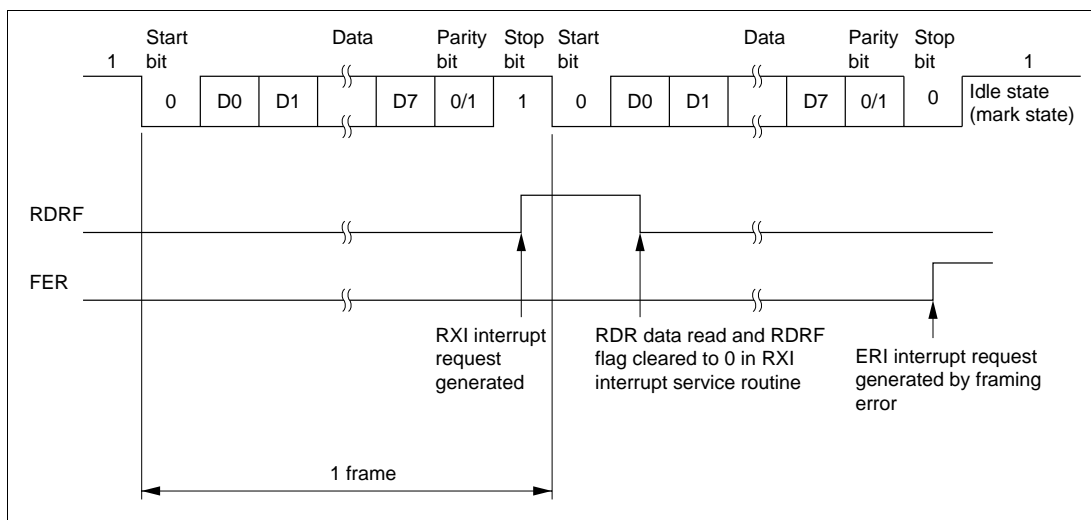 1
Start
bit
Data
Parity
bit
Stop
bit
Start
bit
Data
Parity
bit
Stop
bit
1
0 D0 D1 D7 0/1 1 0 D0 D1 D7 0/1 0
Idle state
(mark state)
RDRF
FER
RXI interrupt
request
generated
RDR data read and RDRF
flag cleared to 0 in RXI
interrupt service routine
ERI interrupt request
generated by framing
error
1 frame